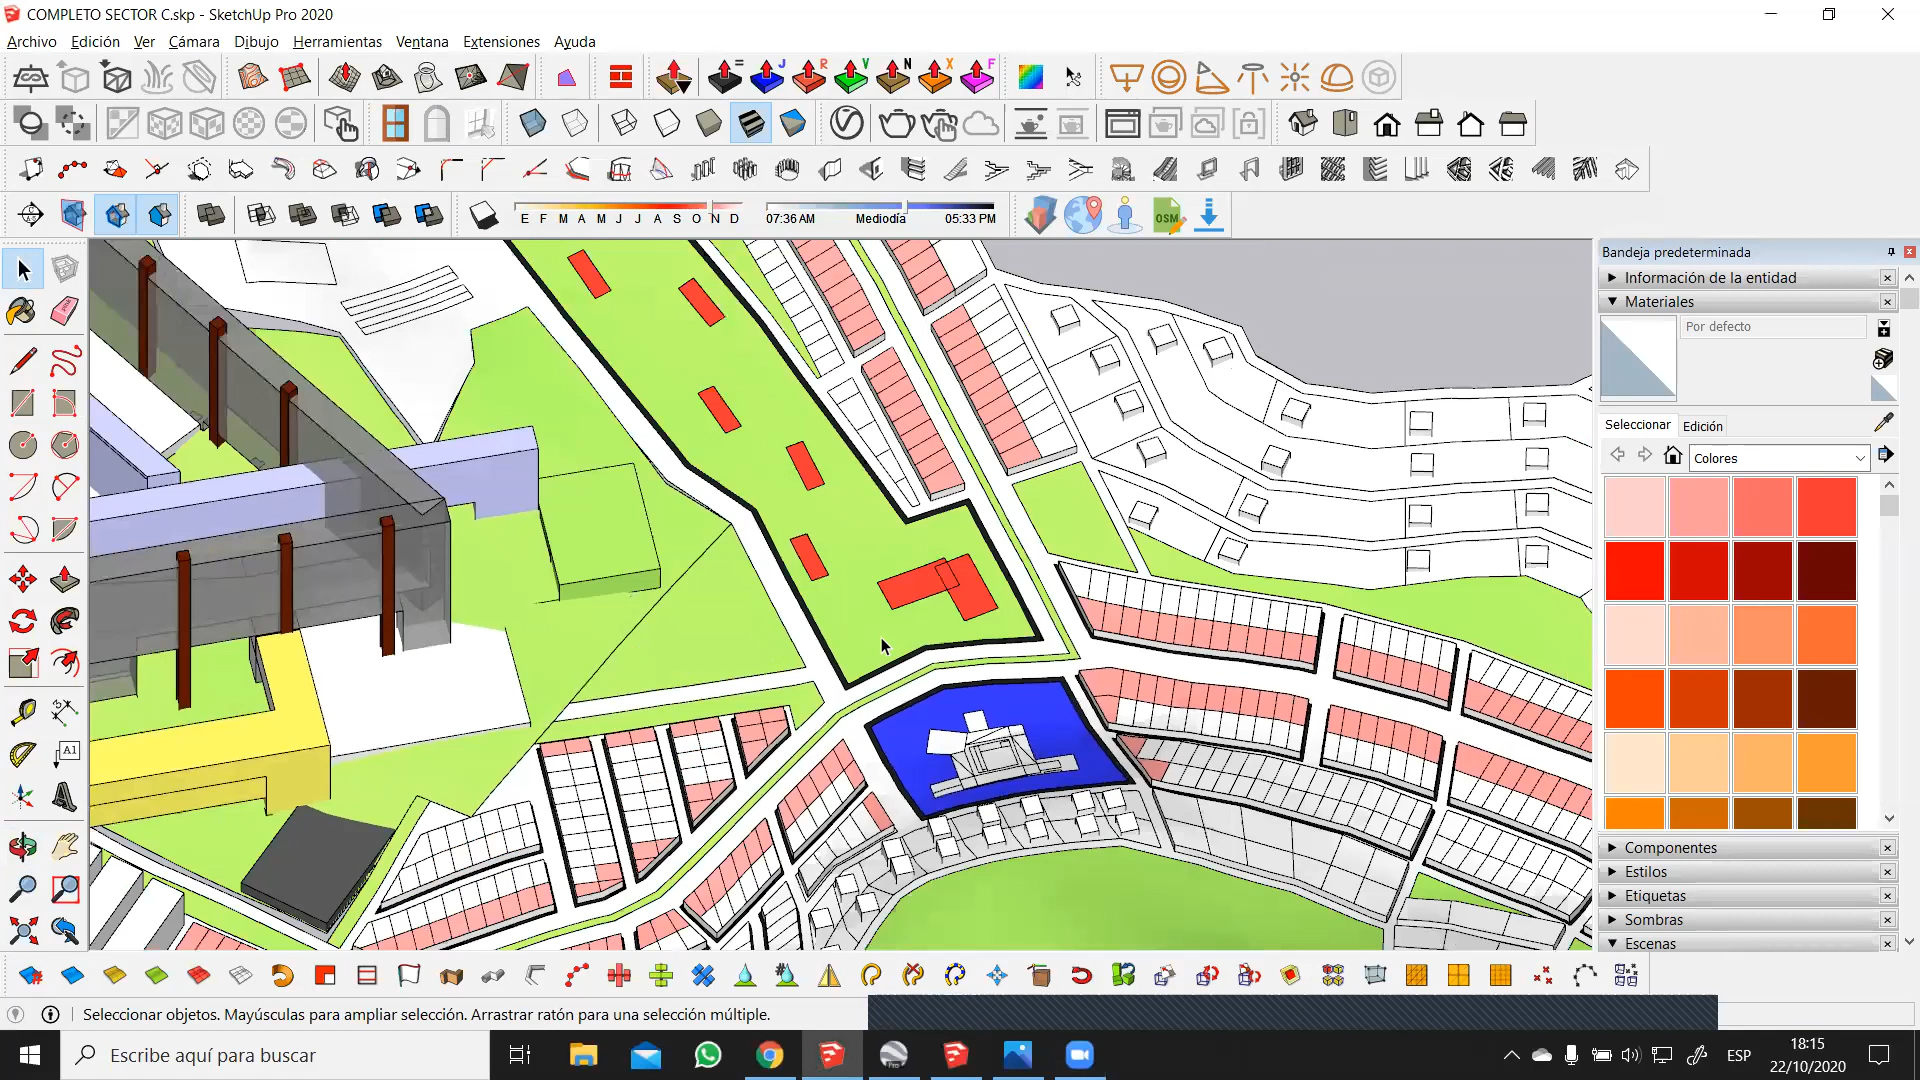 COMPLETO SECTOR C.skp - SketchUp Pro 2020
Archivo Edición Ver Cámara Dibujo Herramientas Ventana Extensiones Ayuda
= J R V N X F
E F M A M J J A S O N D
07:36 AM Mediodía 05:33 PM
OSM
Bandeja predeterminada
Información de la entidad
Materiales
Por defecto
Seleccionar Edición
Colores
A1
Componentes
Estilos
Etiquetas
Sombras
Escenas
Seleccionar objetos. Mayúsculas para ampliar selección. Arrastrar ratón para una selección múltiple.
Escribe aquí para buscar
ESP
18:15
22/10/2020